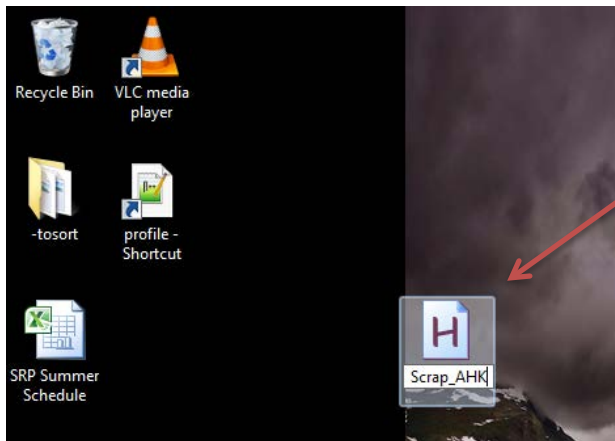 Recycle Bin
VLC media
player
-tosort
profile -
Shortcut
SRP Summer
Schedule
H
Scrap_AHK